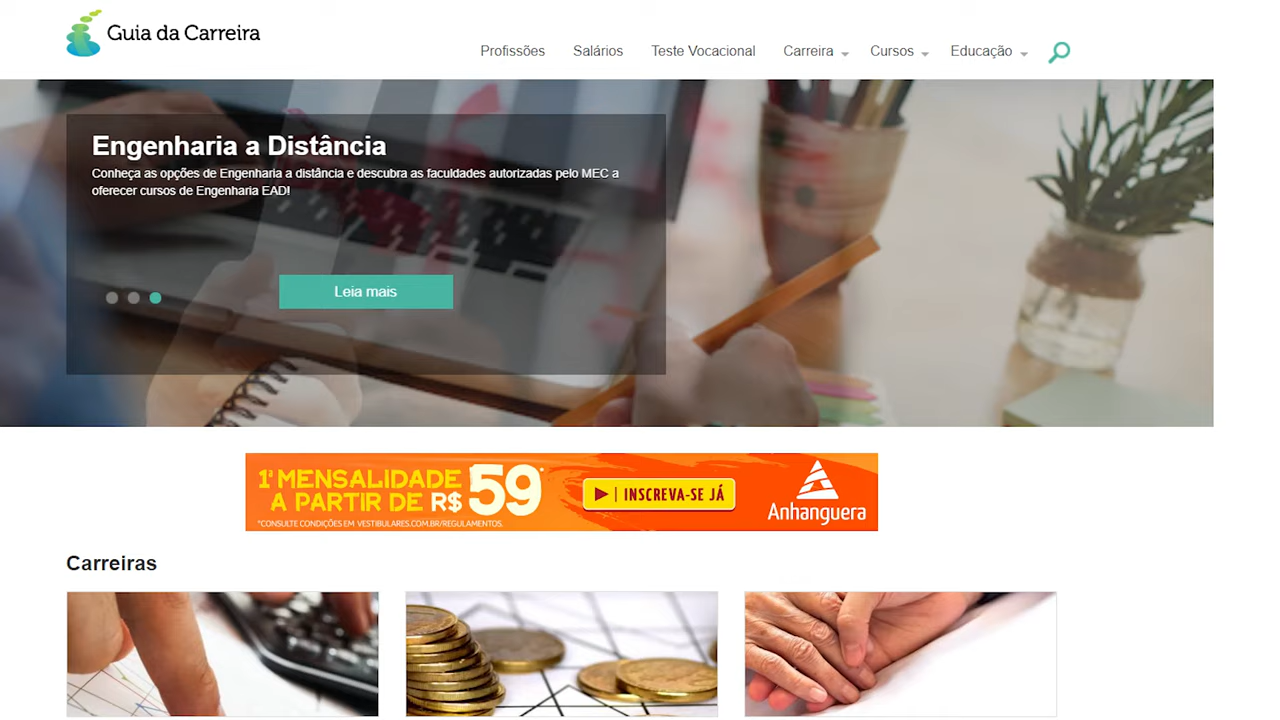 Guia da Carreira
Profissões Salários Teste Vocacional Carreira Cursos Educação
Engenharia a Distância
Conheça as opções de Engenharia a distância e descubra as faculdades autorizadas pelo MEC a
oferecer cursos de Engenharia EAD!
Leia mais
1ª MENSALIDADE
A PARTIR DE R$ 59*
*CONSULTE CONDIÇÕES EM VESTIBULARES.COM.BR/REGULAMENTOS.
| INSCREVA-SE JÁ
Anhanguera
Carreiras